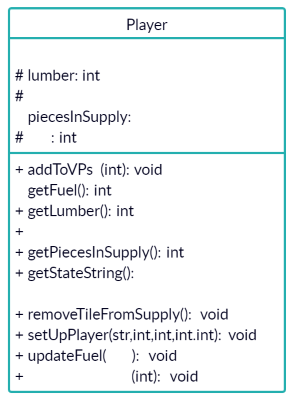 Player
# lumber: int
#
piecesInSupply:
# : int
+ addToVPs (int): void
getFuel(): int
+ getLumber(): int
+
+ getPiecesInSupply(): int
+ getStateString():
+ removeTileFromSupply(): void
+ setUpPlayer(str,int,int,int.int): void
+ updateFuel( ): void
+ (int): void